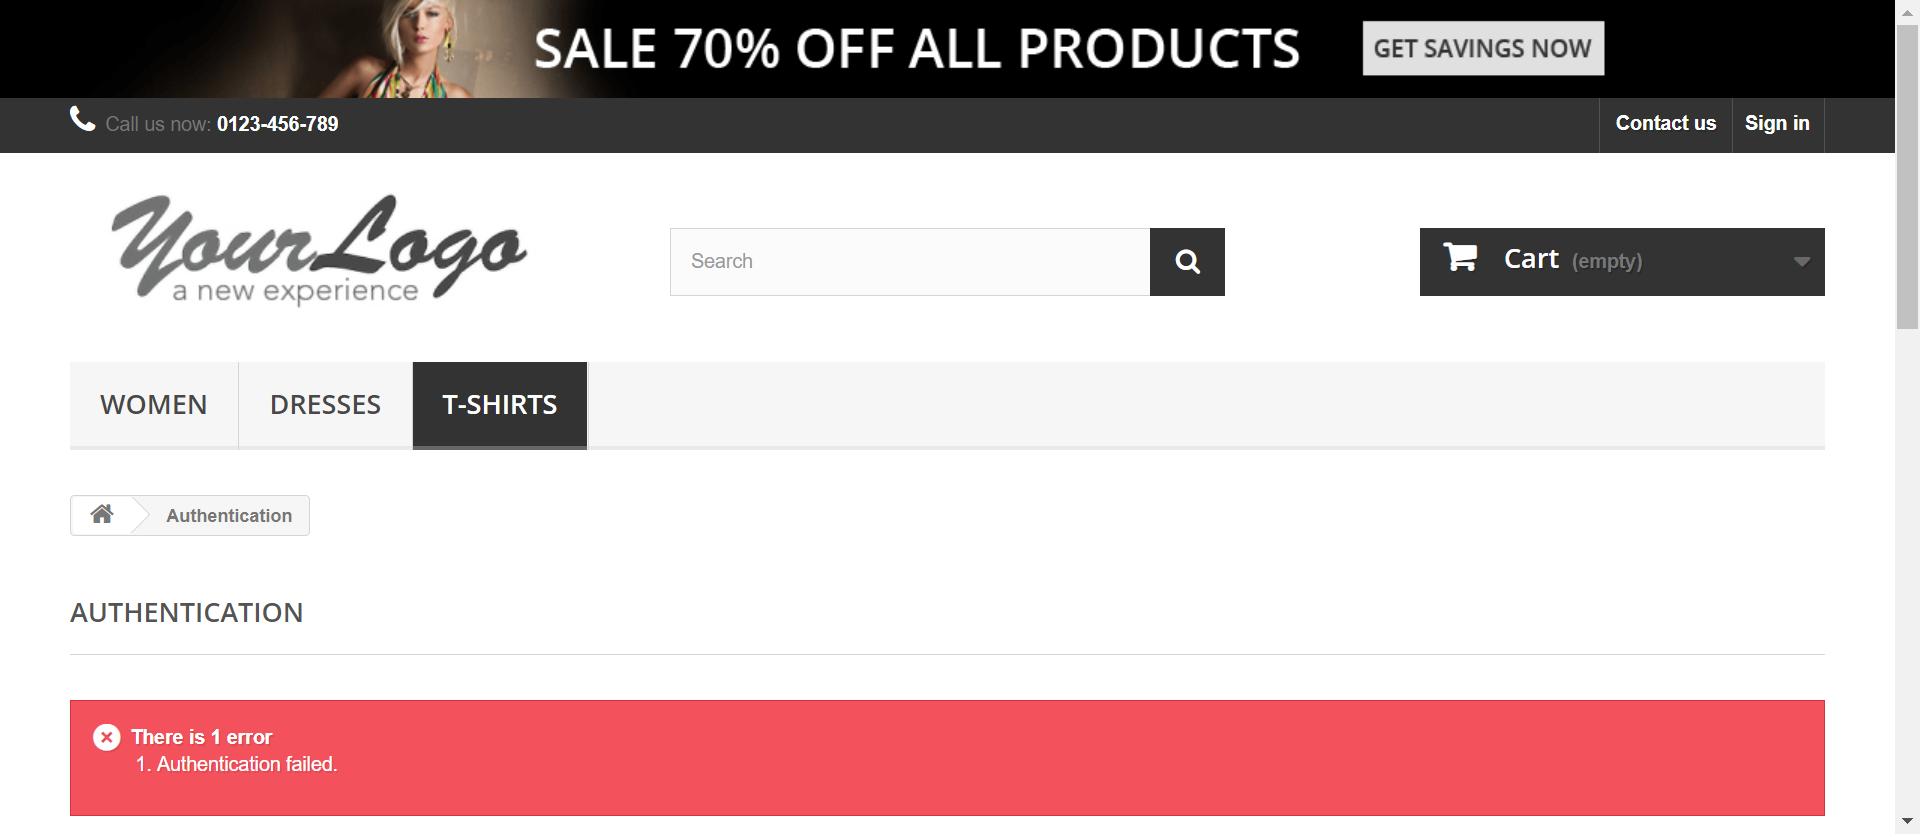 SALE 70% OFF ALL PRODUCTS
GET SAVINGS NOW
Call us now: 0123-456-789
Contact us
Sign in
YourLogo
a new experience
Search
Cart (empty)
WOMEN
DRESSES
T-SHIRTS
Authentication
AUTHENTICATION
There is 1 error
1. Authentication failed.